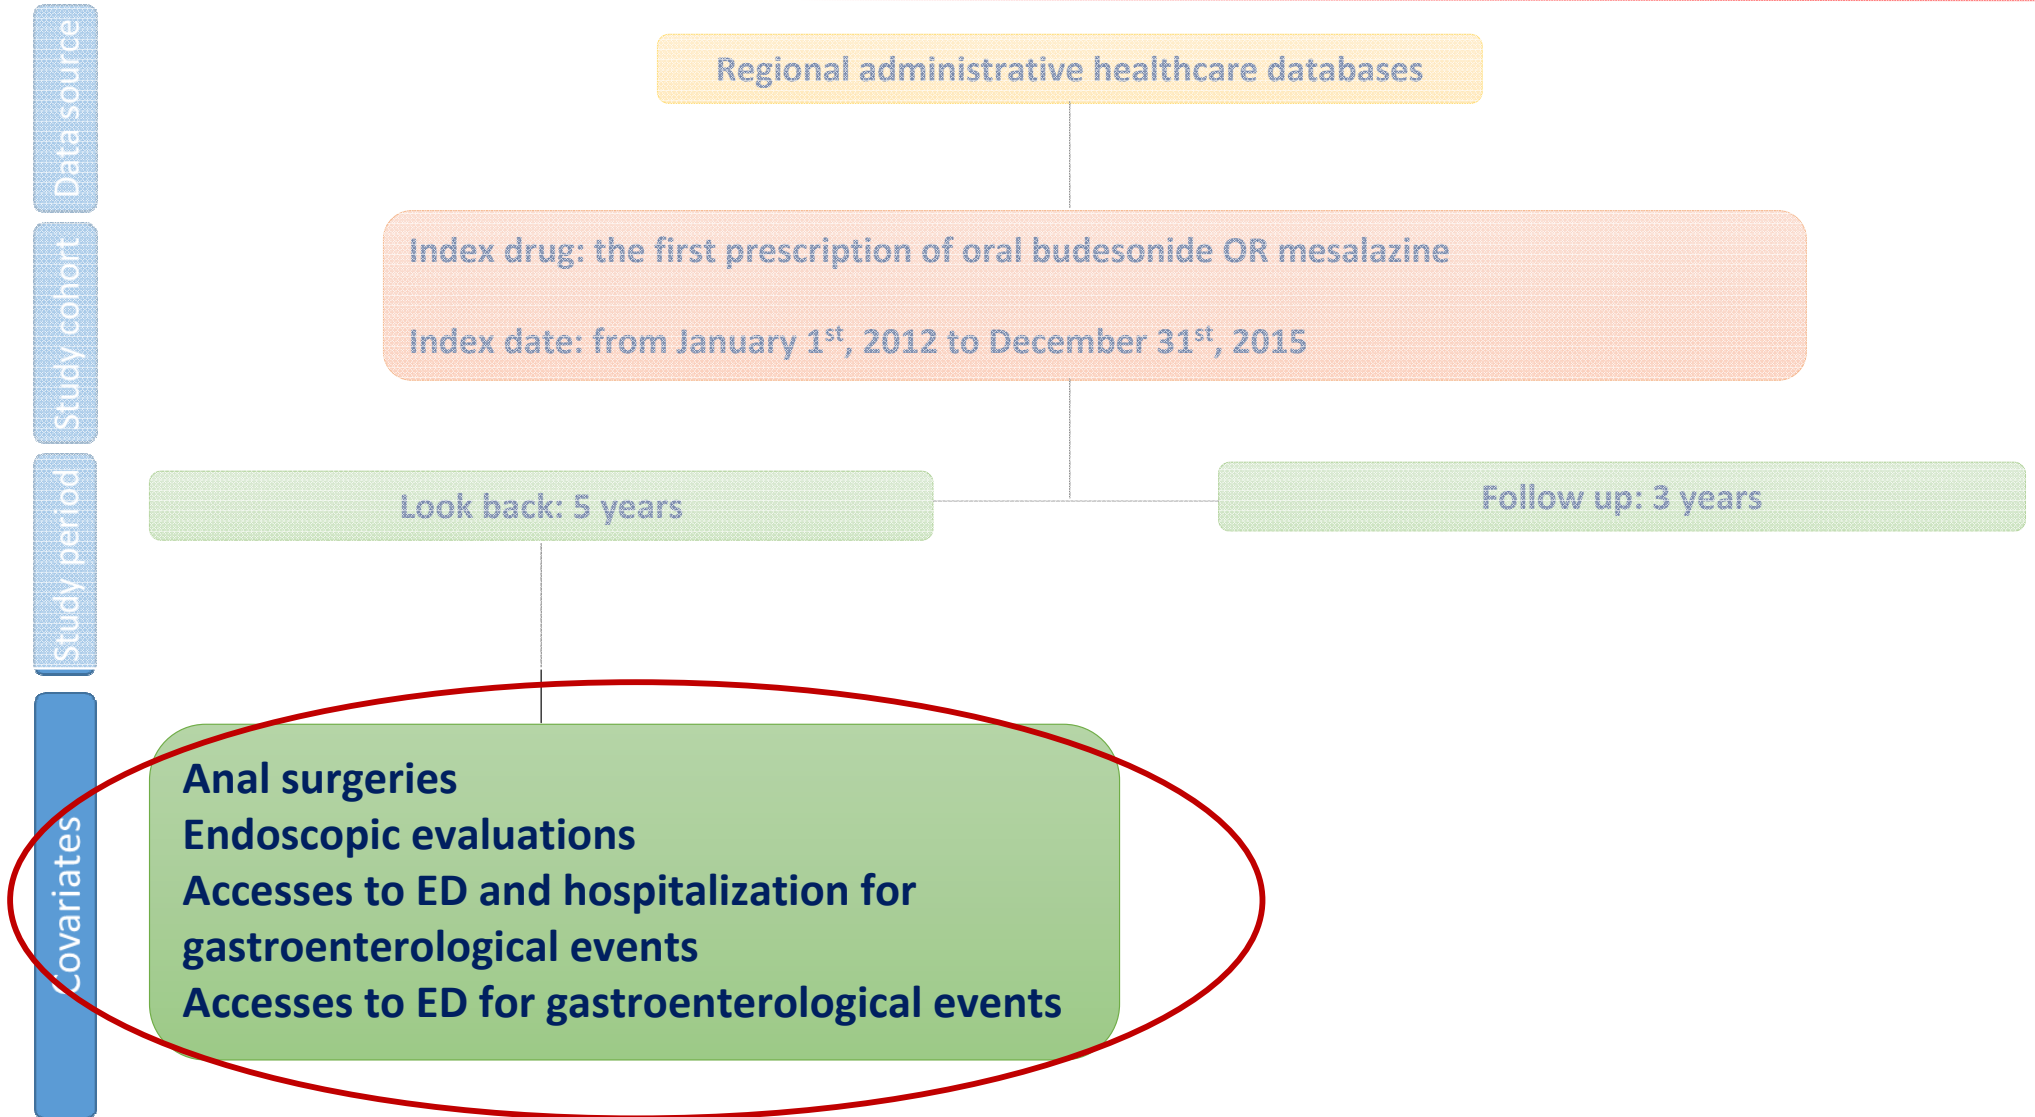 Data source
Regional administrative healthcare databases
Study cohort
Index drug: the first prescription of oral budesonide OR mesalazine
Index date: from January 1st, 2012 to December 31st, 2015
Study period
Look back: 5 years
Follow up: 3 years
Covariates
Anal surgeries
Endoscopic evaluations
Accesses to ED and hospitalization for
gastroenterological events
Accesses to ED for gastroenterological events